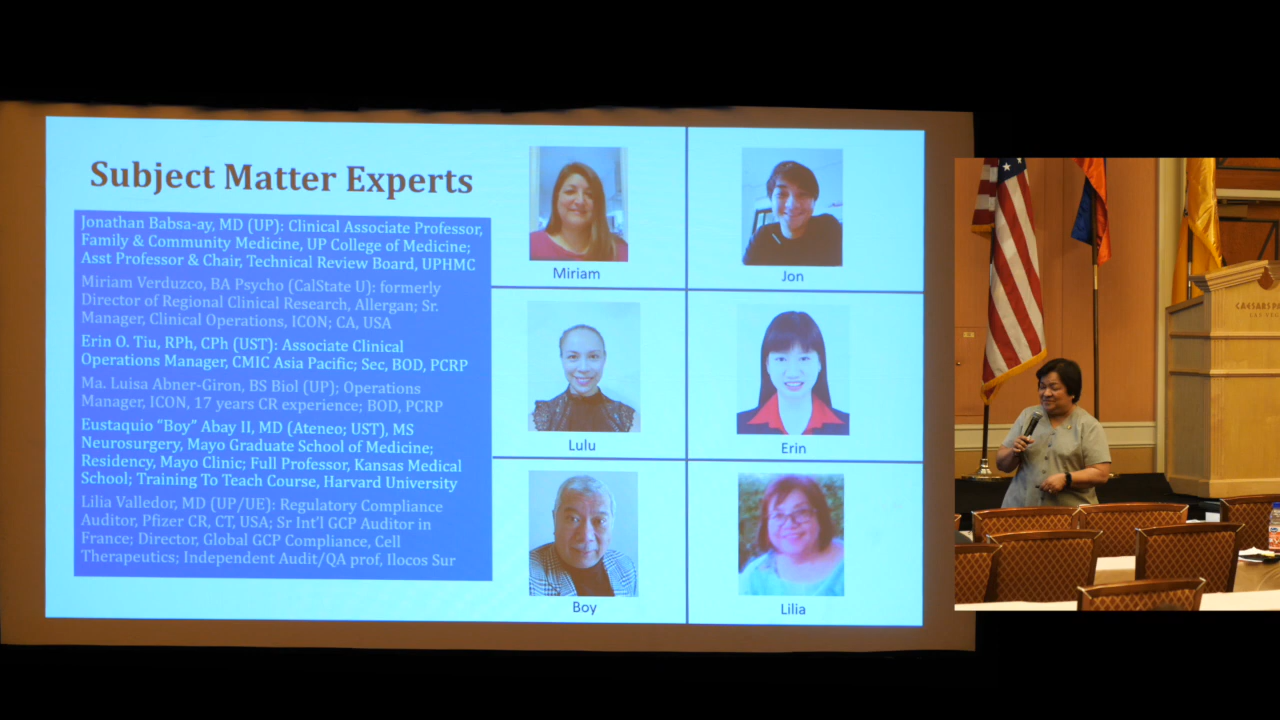 Subject Matter Experts
Jonathan Babsa-ay, MD (UP): Clinical Associate Professor,
Family & Community Medicine, UP College of Medicine;
Asst Professor & Chair, Technical Review Board, UPHMC
Miriam Verduzco, BA Psycho (CalState U): formerly
Director of Regional Clinical Research, Allergan; Sr.
Manager, Clinical Operations, ICON; CA, USA
Erin O. Tiu, RPh, CPh (UST): Associate Clinical
Operations Manager, CMIC Asia Pacific; Sec, BOD, PCRP
Ma. Luisa Abner-Giron, BS Biol (UP); Operations
Manager, ICON, 17 years CR experience; BOD, PCRP
Eustaquio “Boy” Abay II, MD (Ateneo; UST), MS
Neurosurgery, Mayo Graduate School of Medicine;
Residency, Mayo Clinic; Full Professor, Kansas Medical
School; Training To Teach Course, Harvard University
Lilia Valledor, MD (UP/UE): Regulatory Compliance
Auditor, Pfizer CR, CT, USA; Sr Int’l GCP Auditor in
France; Director, Global GCP Compliance, Cell
Therapeutics; Independent Audit/QA prof, Ilocos Sur
Miriam
Jon
Lulu
Erin
Boy
Lilia
CAESARS